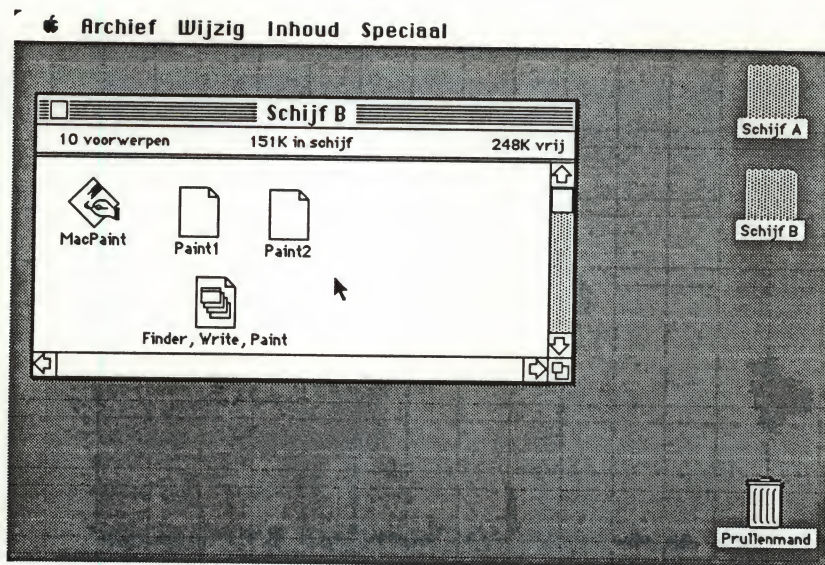 Archief Wijzig Inhoud Speciaal
Schijf B
10 voorwerpen 151K in schijf 248K vrij
MacPaint Paint1 Paint2
Finder, Write, Paint
Schijf A
Schijf B
Prullenmand